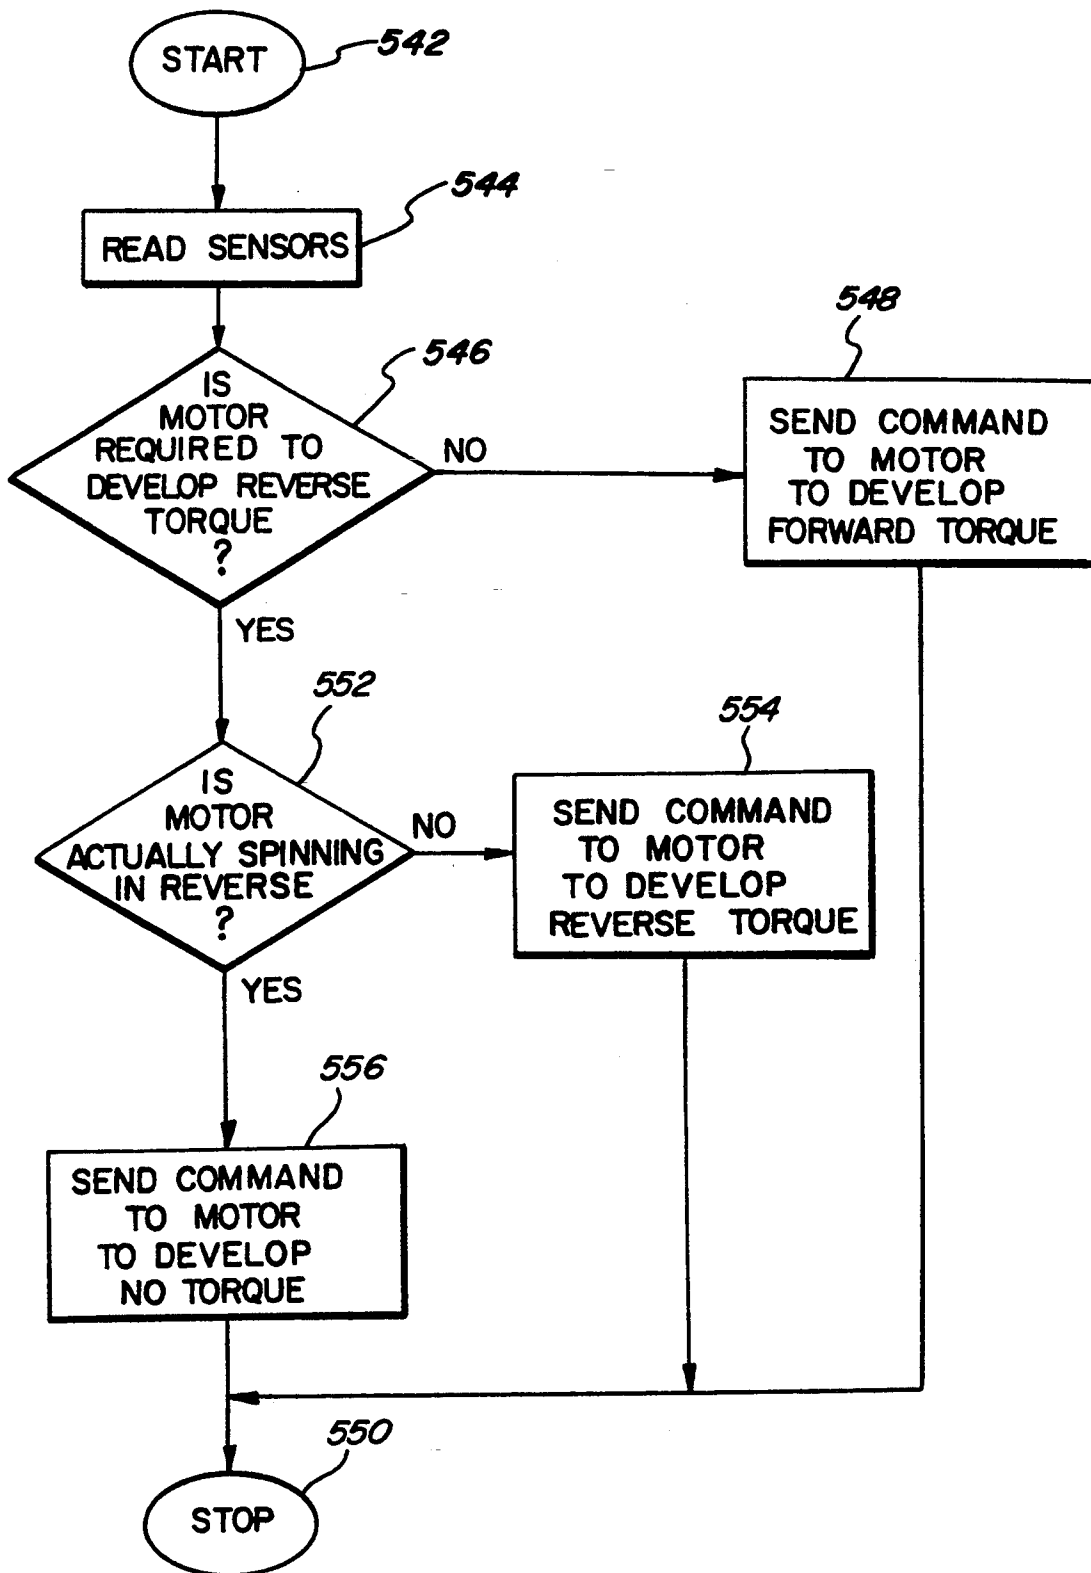 START
542
READ SENSORS
544
IS
MOTOR
REQUIRED TO
DEVELOP REVERSE
TORQUE
?
546
NO
548
SEND COMMAND
TO MOTOR
TO DEVELOP
FORWARD TORQUE
YES
552
IS
MOTOR
ACTUALLY SPINNING
IN REVERSE
?
NO
554
SEND COMMAND
TO MOTOR
TO DEVELOP
REVERSE TORQUE
YES
556
SEND COMMAND
TO MOTOR
TO DEVELOP
NO TORQUE
550
STOP